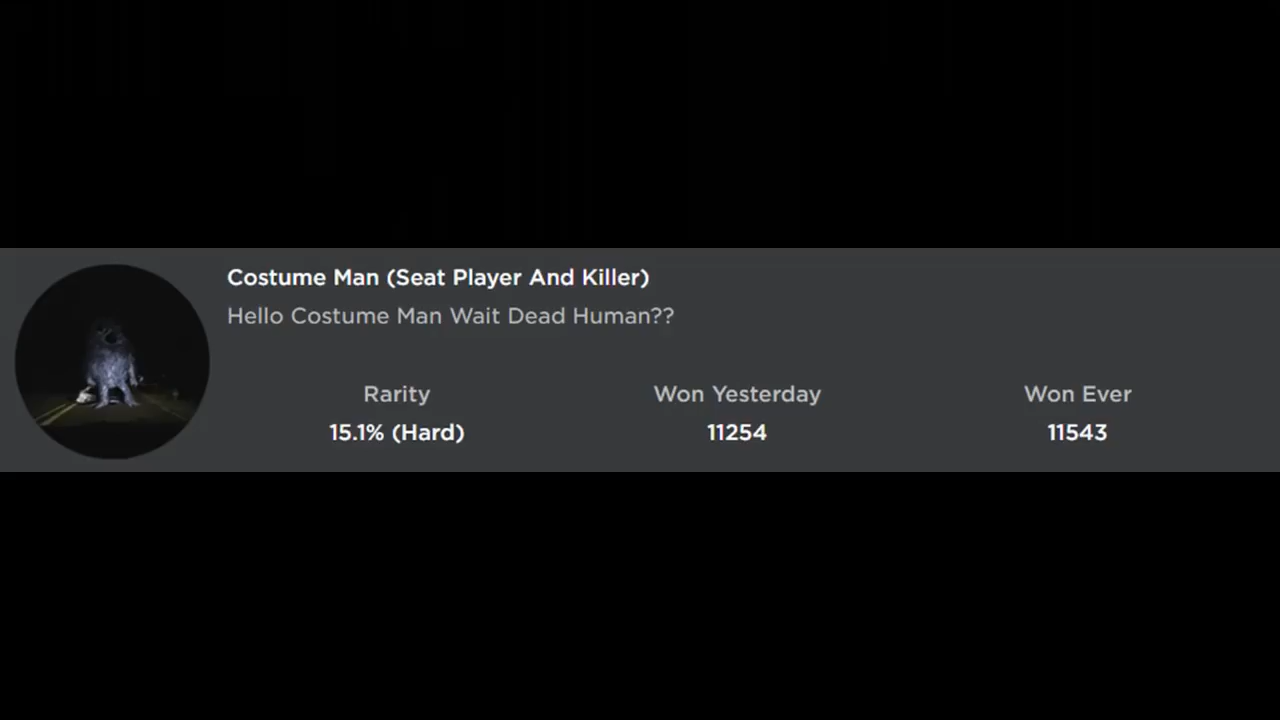 Costume Man (Seat Player And Killer)
Hello Costume Man Wait Dead Human??
Rarity Won Yesterday Won Ever
15.1% (Hard) 11254 11543